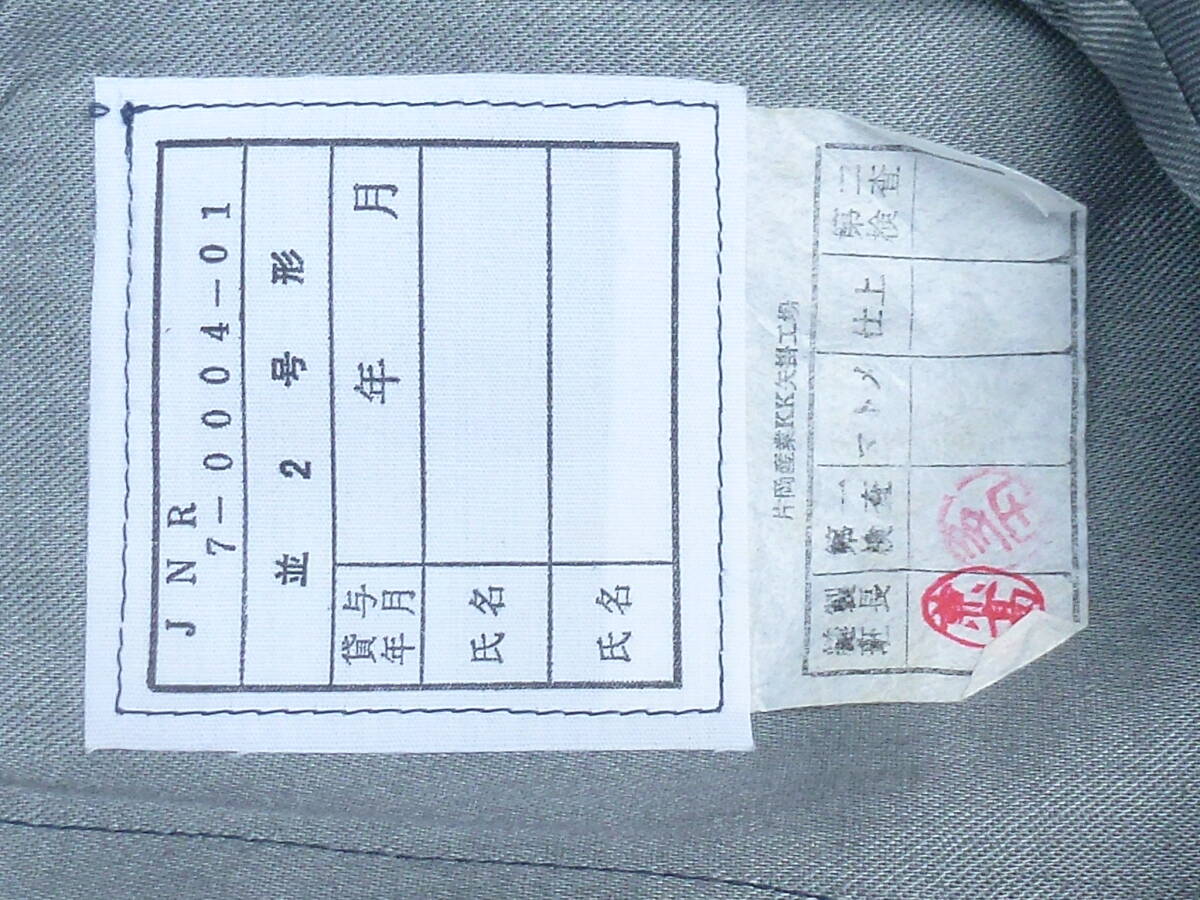 JNR
7-0004-01
並 2 号 形
貸与
年月
年 月
氏名
氏名
片岡産業KK矢掛工場
縫製
班長
第一
検査
マトメ
仕上
第二
検査